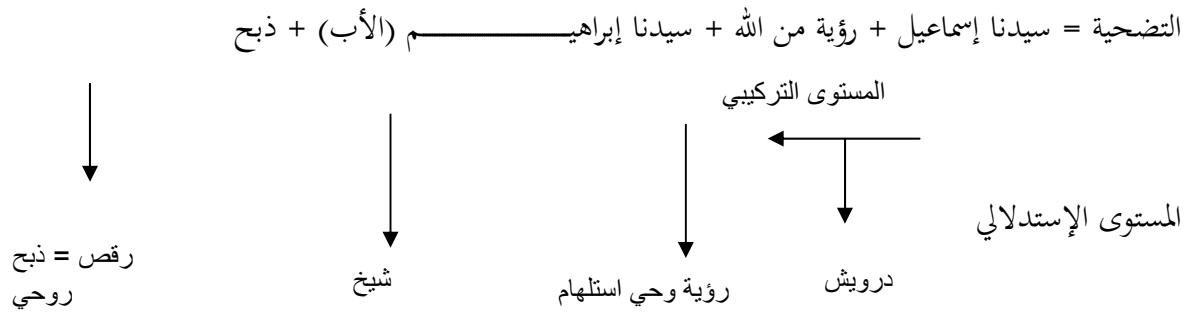 التضحية = سيدنا إسماعيل + رؤية من الله + سيدنا إبراهيـــــــــــــم (الأب) + ذبح
المستوى التركيبي
المستوى الإستدلالي
درويش
رؤية وحي استلهام
شيخ
رقص = ذبح
روحي